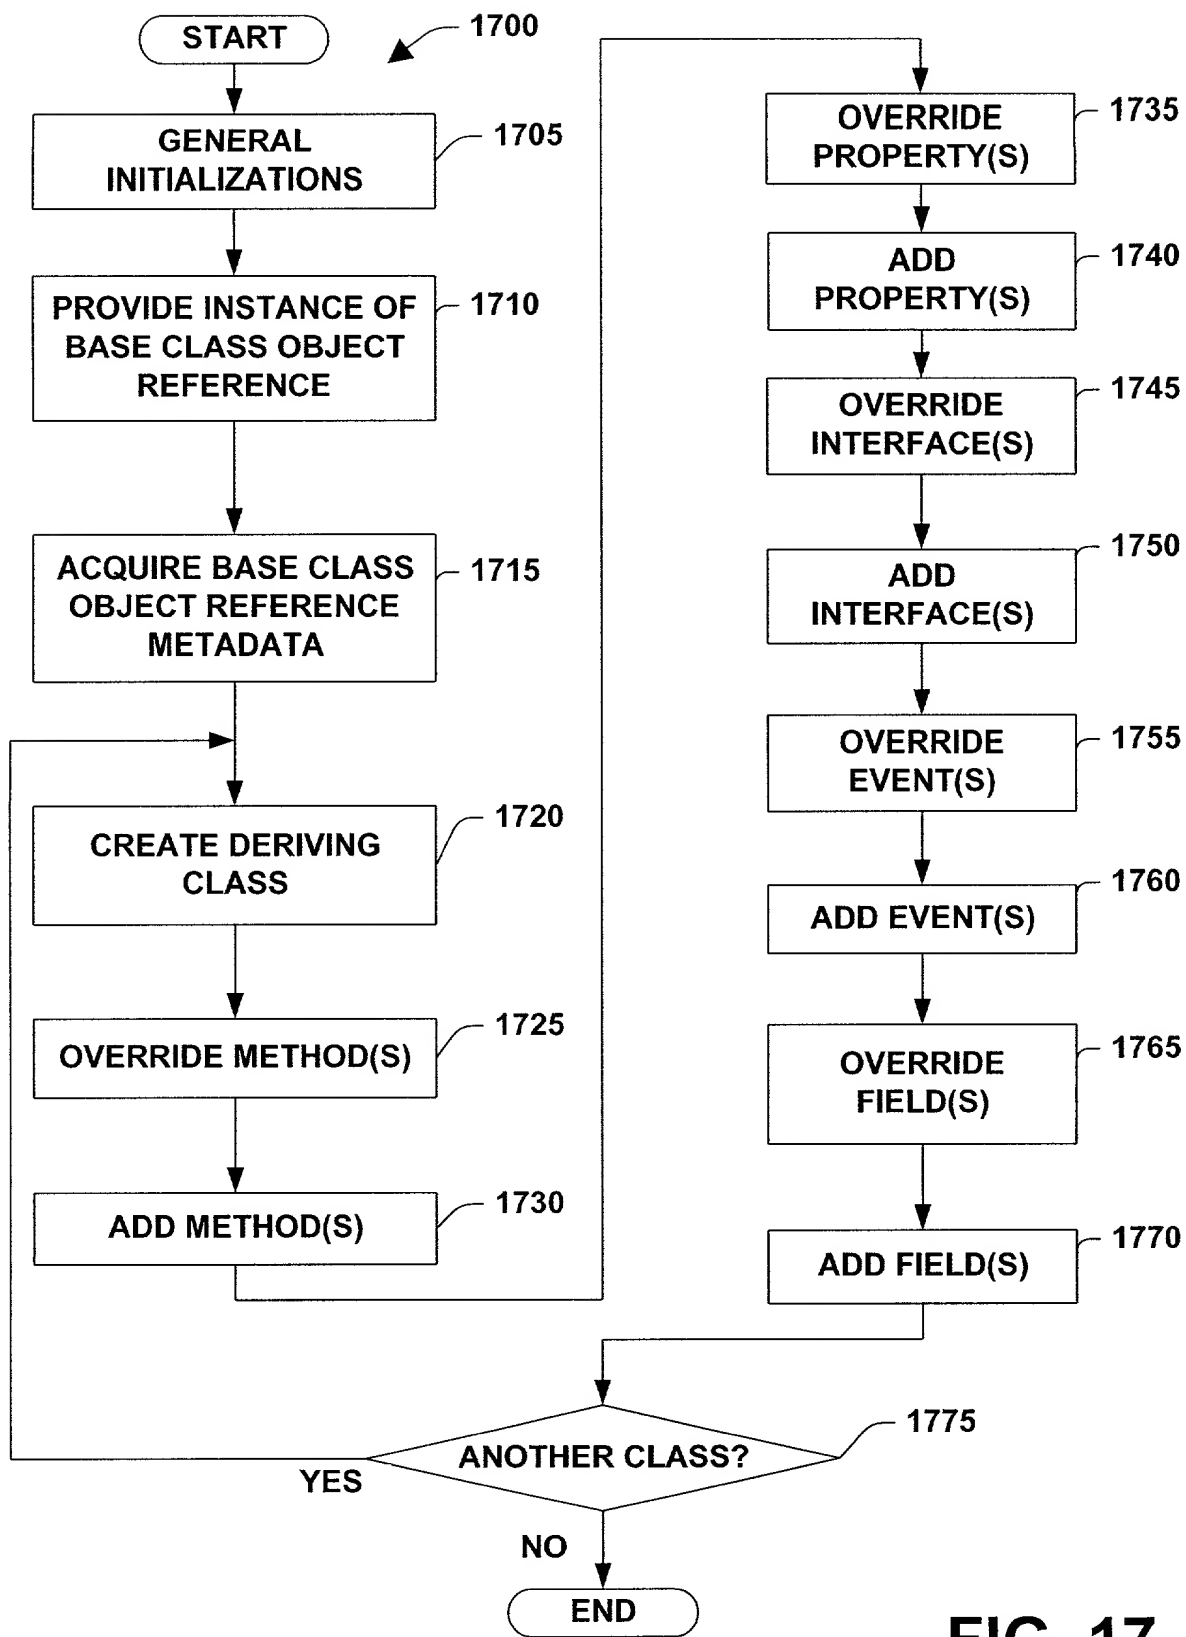 START
1700
GENERAL
INITIALIZATIONS
1705
PROVIDE INSTANCE OF
BASE CLASS OBJECT
REFERENCE
1710
ACQUIRE BASE CLASS
OBJECT REFERENCE
METADATA
1715
CREATE DERIVING
CLASS
1720
OVERRIDE METHOD(S)
1725
ADD METHOD(S)
1730
OVERRIDE
PROPERTY(S)
1735
ADD
PROPERTY(S)
1740
OVERRIDE
INTERFACE(S)
1745
ADD
INTERFACE(S)
1750
OVERRIDE
EVENT(S)
1755
ADD EVENT(S)
1760
OVERRIDE
FIELD(S)
1765
ADD FIELD(S)
1770
ANOTHER CLASS?
1775
YES
NO
END
FIG. 17